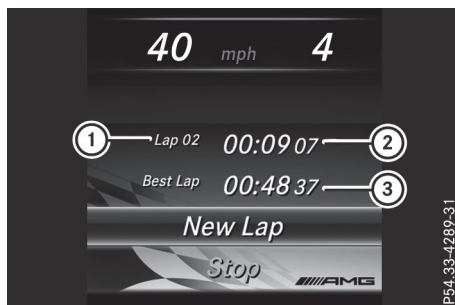 40 mph 4
1 Lap 02 00:09 07 2
Best Lap 00:48 37 3
New Lap
Stop AMG
P54.33-4289-31